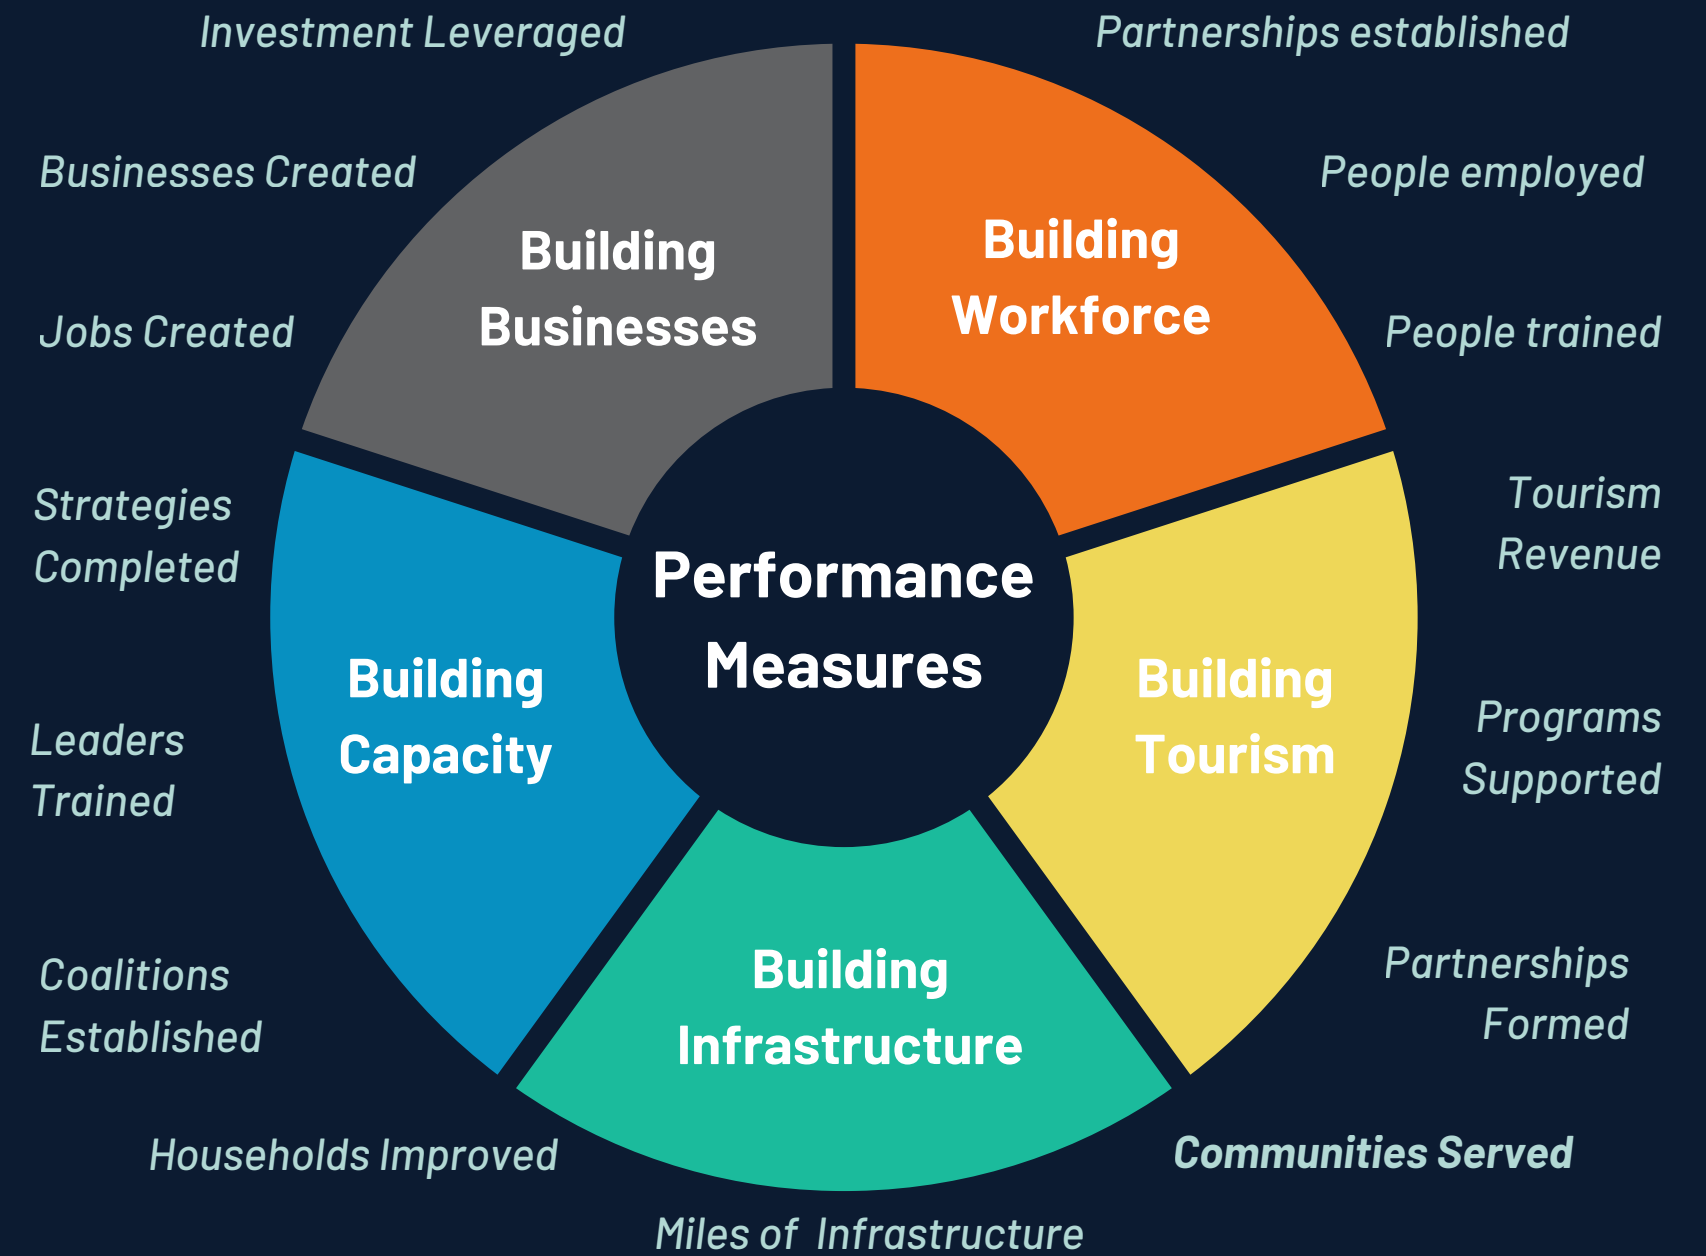 Investment Leveraged
Partnerships established
Businesses Created
People employed
Building
Businesses
Building
Workforce
Jobs Created
People trained
Strategies
Completed
Tourism
Revenue
Performance
Measures
Building
Capacity
Building
Tourism
Leaders
Trained
Programs
Supported
Building
Infrastructure
Coalitions
Established
Partnerships
Formed
Households Improved
Communities Served
Miles of  Infrastructure